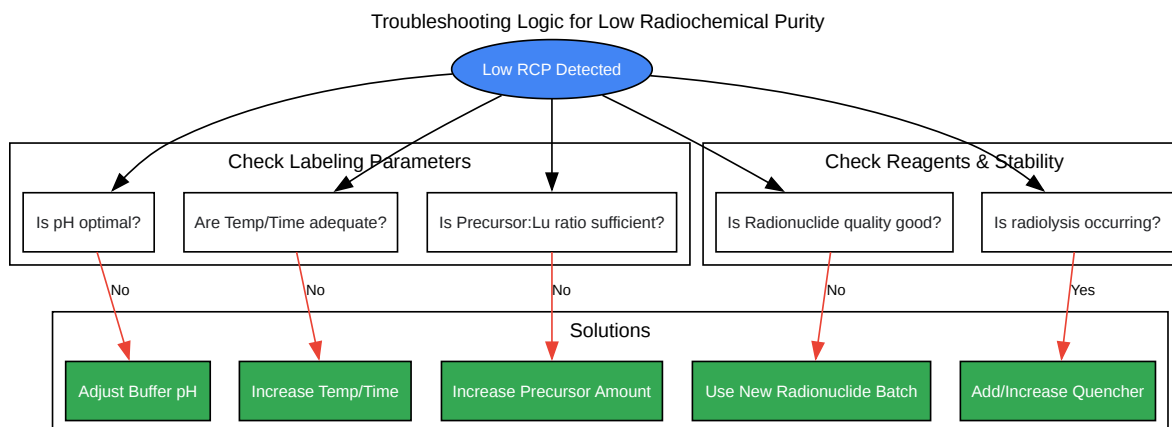 Troubleshooting Logic for Low Radiochemical Purity
Low RCP Detected
Check Labeling Parameters
Check Reagents & Stability
Is pH optimal?
Are Temp/Time adequate?
Is Precursor:Lu ratio sufficient?
Is Radionuclide quality good?
Is radiolysis occurring?
No
No
No
No
Yes
Solutions
Adjust Buffer pH
Increase Temp/Time
Increase Precursor Amount
Use New Radionuclide Batch
Add/Increase Quencher